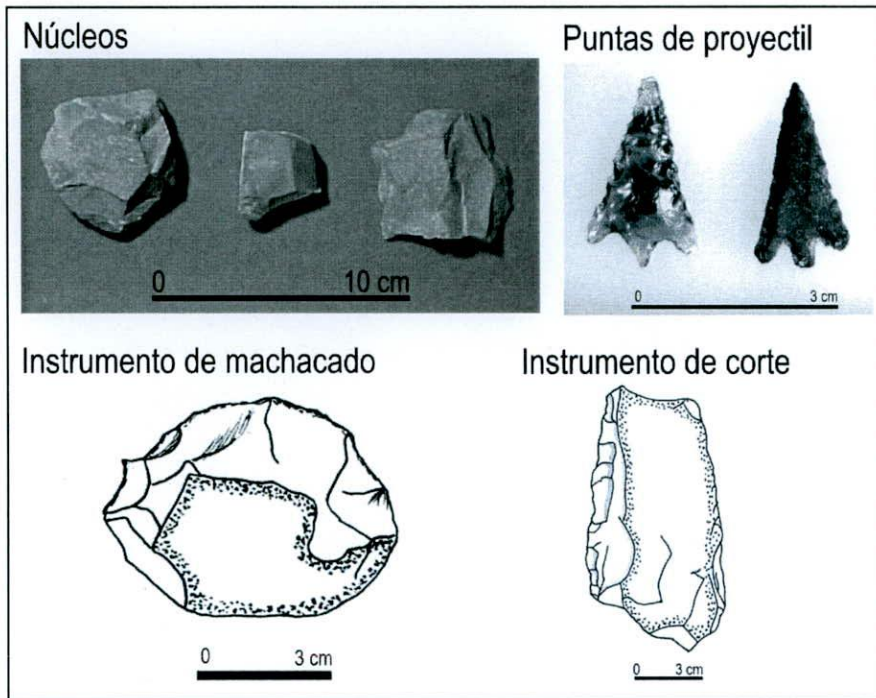 Núcleos
Puntas de proyectil
0 10 cm
0 3 cm
Instrumento de machacado
Instrumento de corte
0 3 cm
0 3 cm